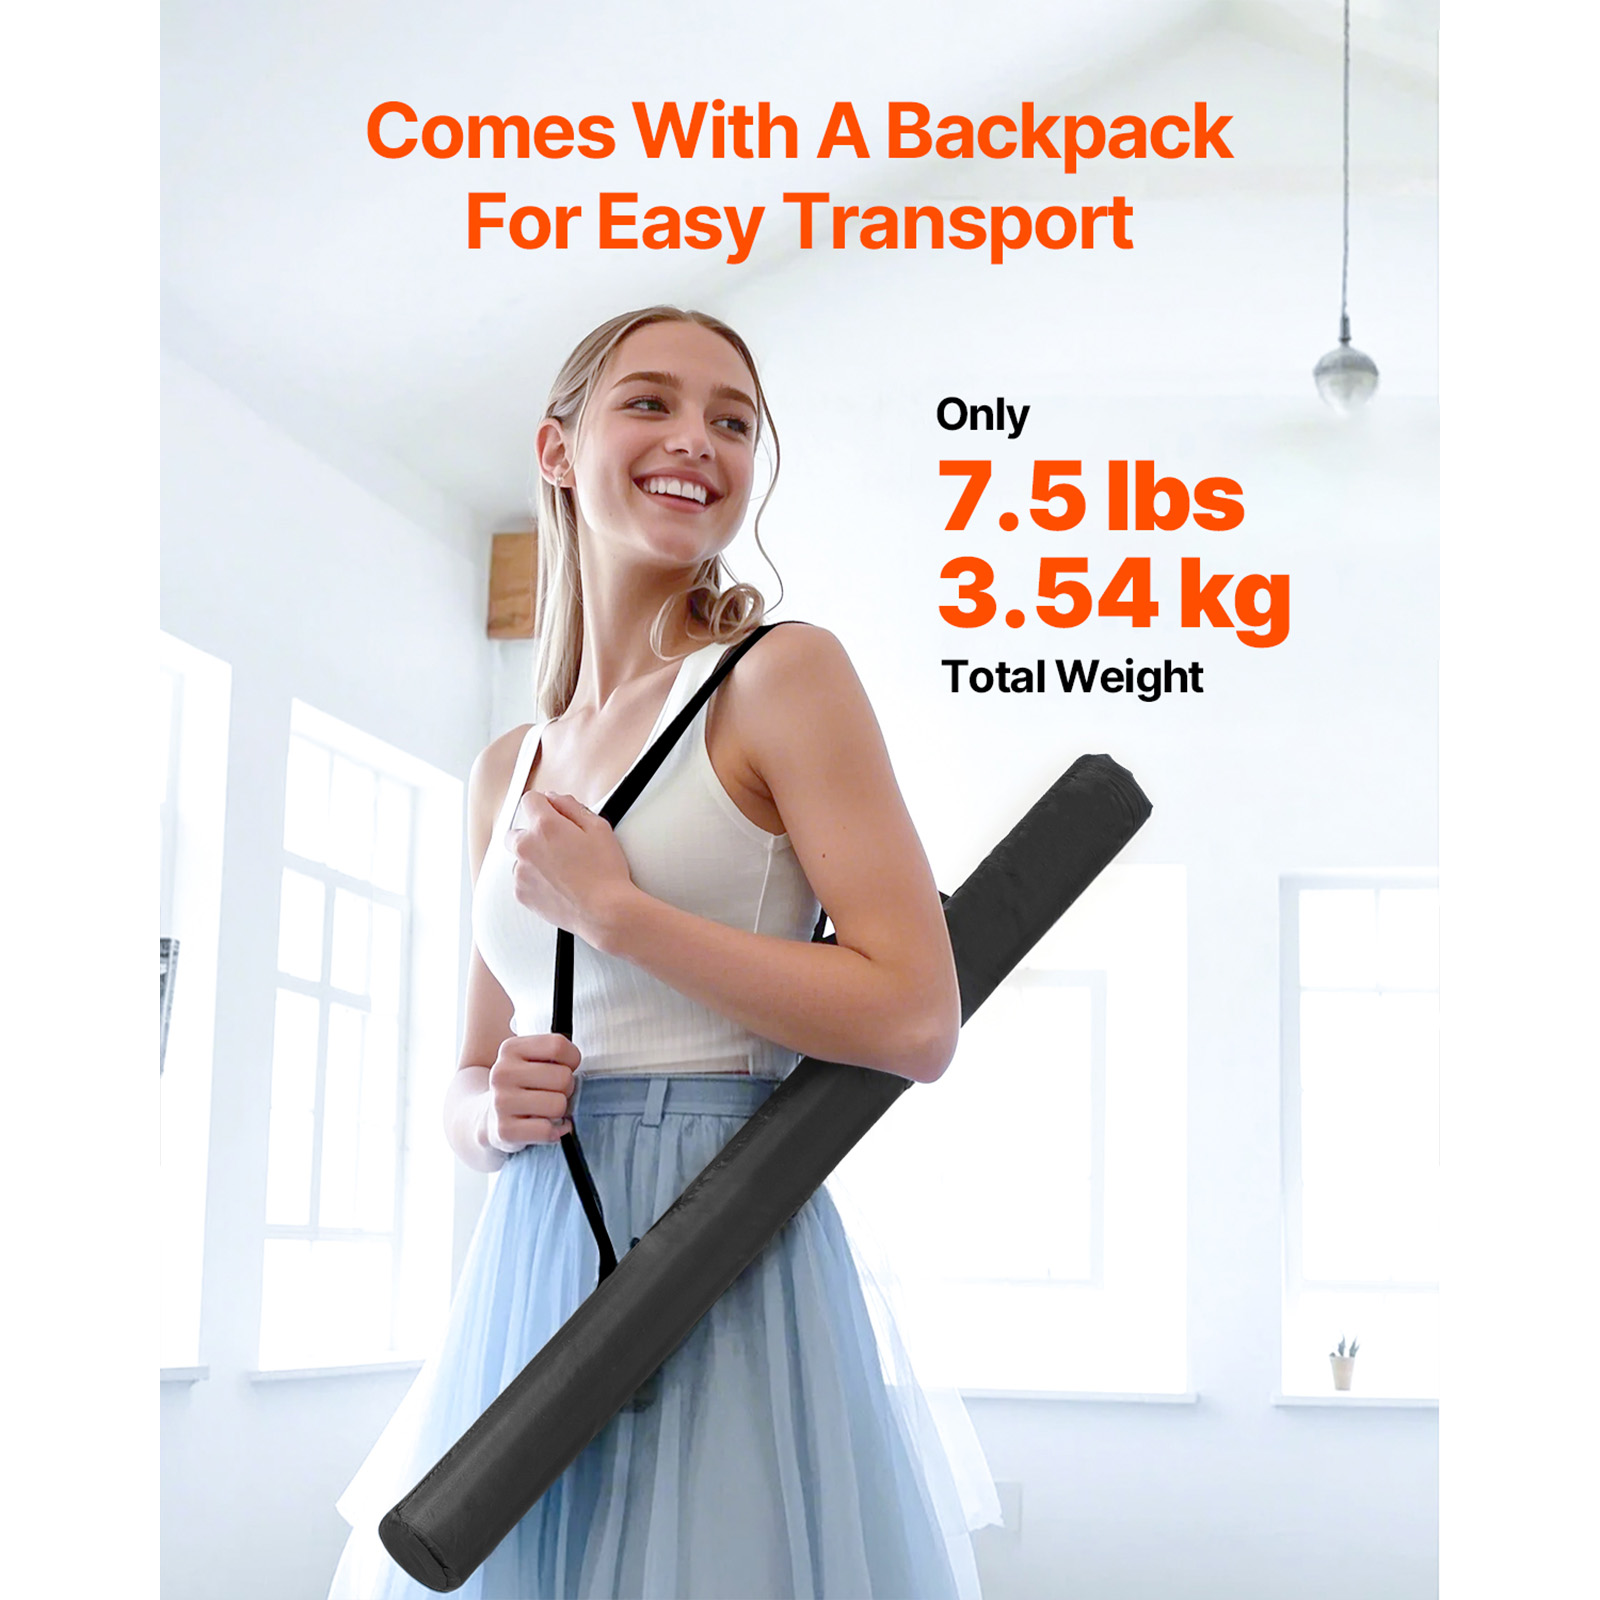 Comes With A Backpack
For Easy Transport
Only
7.5 lbs
3.54 kg
Total Weight